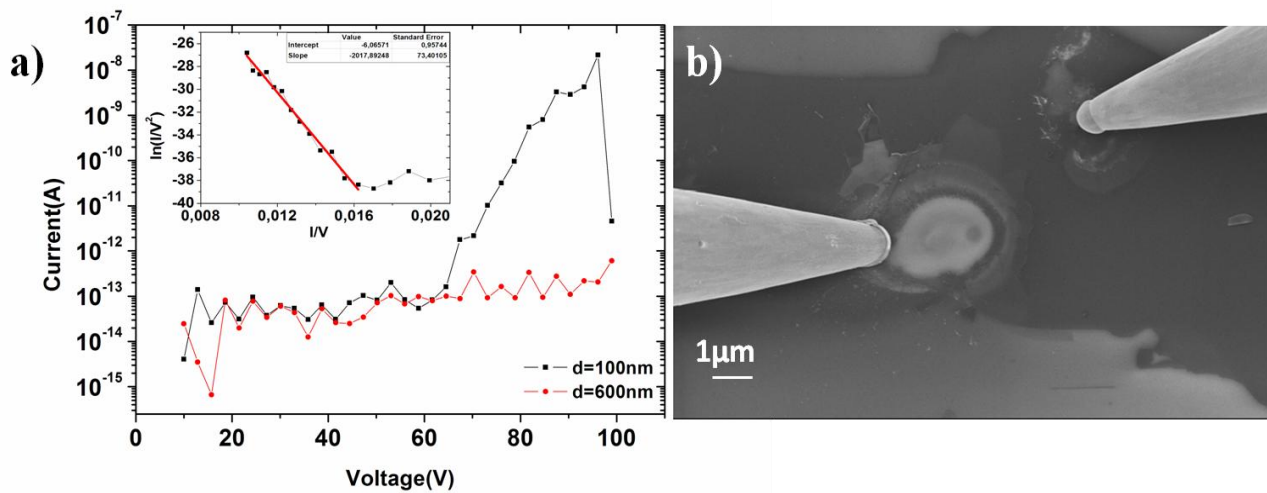 a)
10⁻⁷
10⁻⁸
10⁻⁹
10⁻¹⁰
10⁻¹¹
10⁻¹²
10⁻¹³
10⁻¹⁴
10⁻¹⁵
Current(A)
0 20 40 60 80 100
Voltage(V)
d=100nm
d=600nm
-26
-28
-30
-32
-34
-36
-38
-40
ln(I/V²)
0,008 0,012 0,016 0,020
I/V
Value Standard Error
Intercept -6,06571 0,95744
Slope -2017,89248 73,40105
b)
1µm